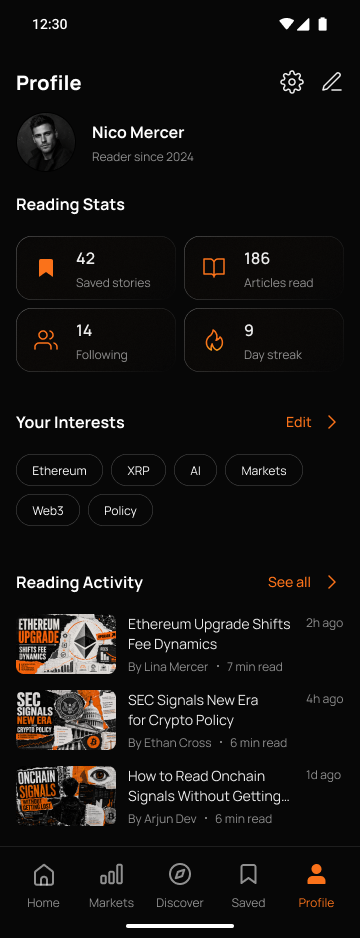 12:30
Profile
Nico Mercer
Reader since 2024
Reading Stats
42
Saved stories
186
Articles read
14
Following
9
Day streak
Your Interests
Edit
Ethereum
XRP
AI
Markets
Web3
Policy
Reading Activity
See all
ETHEREUM
UPGRADE
SHIFTS FEE
DYNAMICS
Ethereum Upgrade Shifts
Fee Dynamics
2h ago
By Lina Mercer • 7 min read
SEC
SIGNALS
NEW ERA
FOR
CRYPTO POLICY
SEC Signals New Era
for Crypto Policy
4h ago
By Ethan Cross • 6 min read
ONCHAIN
SIGNALS
WITHOUT
GETTING LOST
How to Read Onchain
Signals Without Getting...
1d ago
By Arjun Dev • 6 min read
Home
Markets
Discover
Saved
Profile